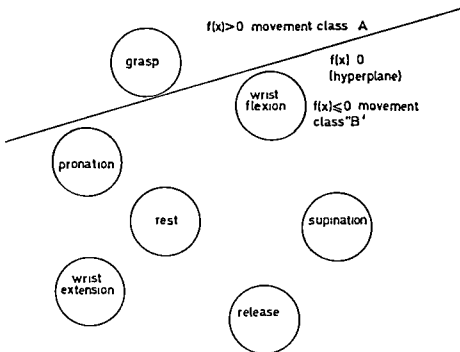 f(x)>0 movement class A
grasp
f(x) 0
(hyperplane)
wrist
flexion
f(x)≤0 movement
class"B'
pronation
rest
supination
wrist
extension
release